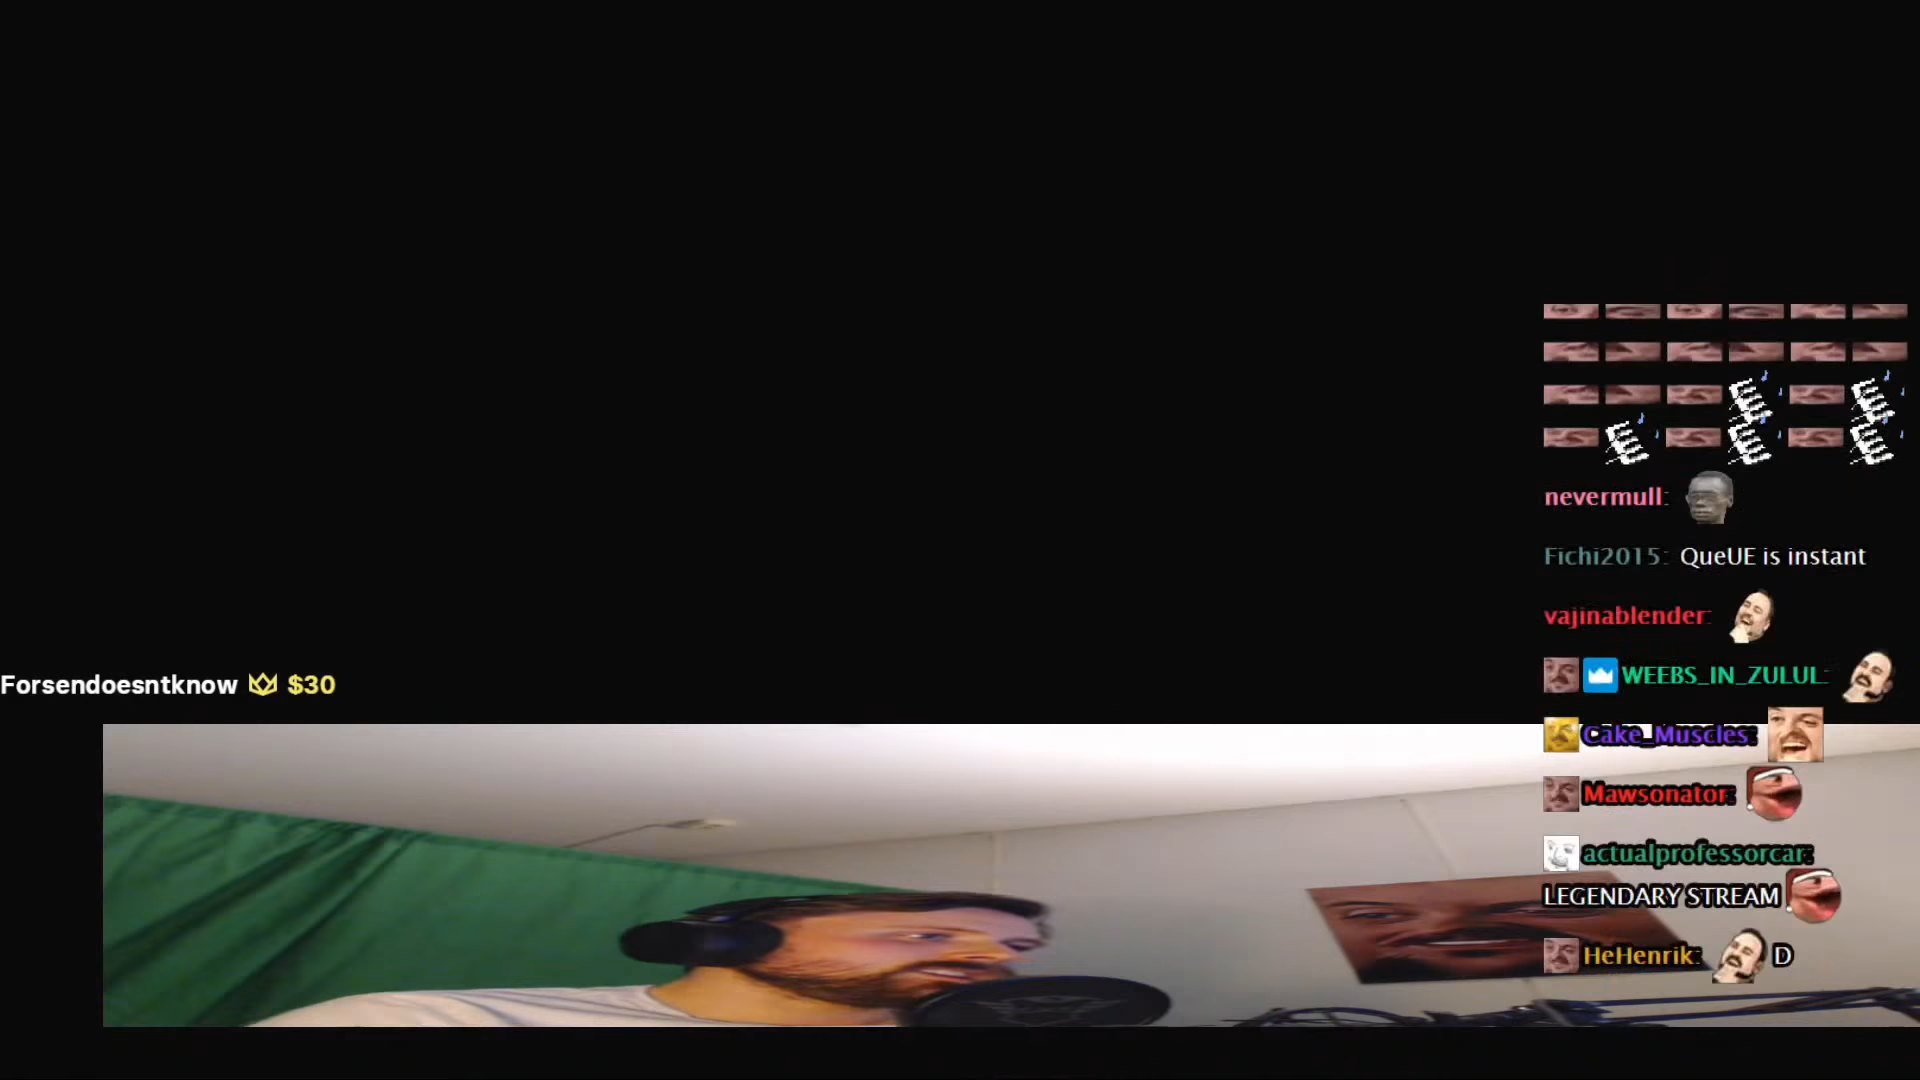 nevermull:
Fichi2015: QueUE is instant
vajinablender:
Forsendoesntknow $30
WEEBS_IN_ZULUL:
Cake_Muscles:
Mawsonator:
actualprofessorcar:
LEGENDARY STREAM
HeHenrik: D